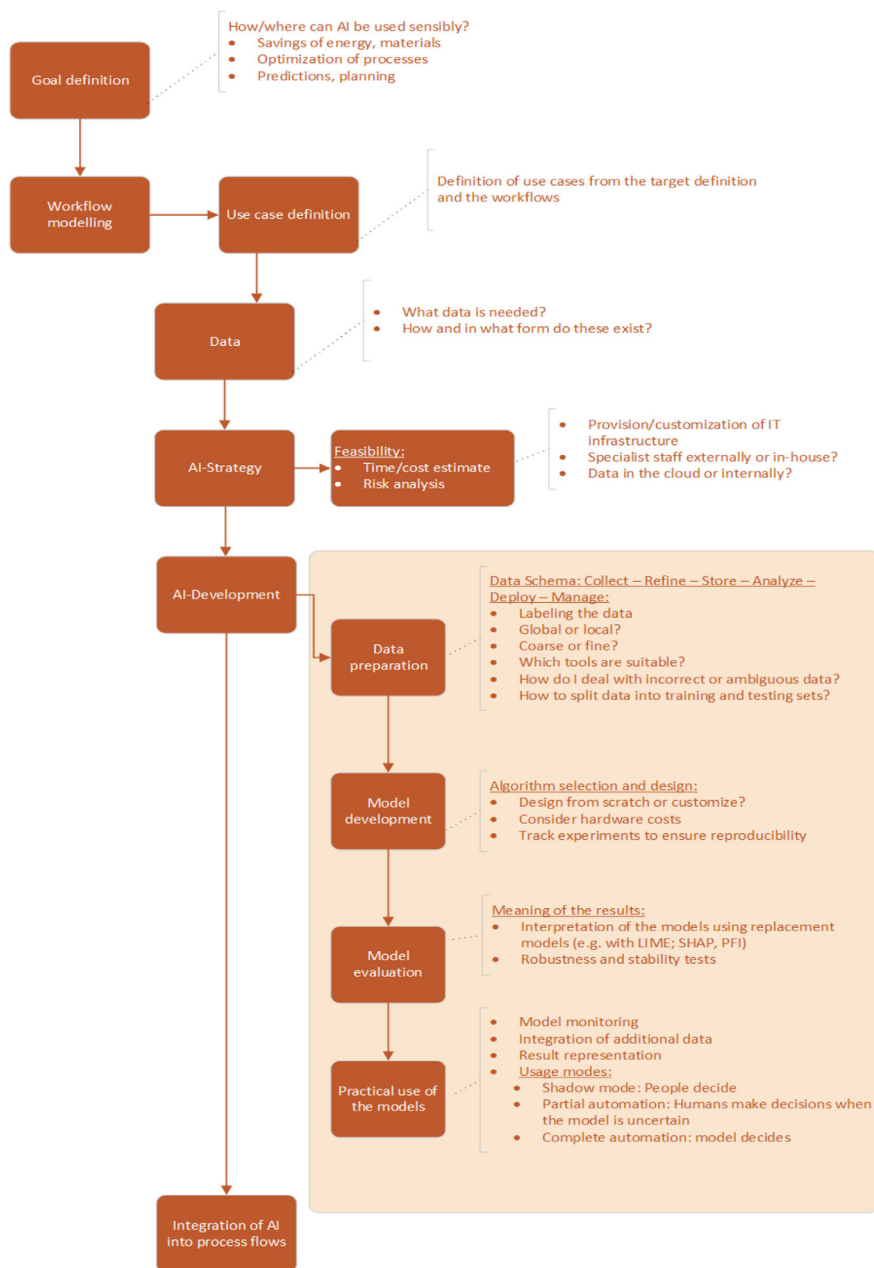 How/where can AI be used sensibly?
• Savings of energy, materials
• Optimization of processes
• Predictions, planning
Goal definition
Workflow
modelling
Use case definition
Definition of use cases from the target definition
and the workflows
Data
• What data is needed?
• How and in what form do these exist?
AI-Strategy
Feasibility:
• Time/cost estimate
• Risk analysis
• Provision/customization of IT
infrastructure
• Specialist staff externally or in-house?
• Data in the cloud or internally?
AI-Development
Data
preparation
Data Schema: Collect – Refine – Store – Analyze –
Deploy – Manage:
• Labeling the data
• Global or local?
• Coarse or fine?
• Which tools are suitable?
• How do I deal with incorrect or ambiguous data?
• How to split data into training and testing sets?
Model
development
Algorithm selection and design:
• Design from scratch or customize?
• Consider hardware costs
• Track experiments to ensure reproducibility
Model
evaluation
Meaning of the results:
• Interpretation of the models using replacement
models (e.g. with LIME; SHAP, PFI)
• Robustness and stability tests
Practical use of
the models
• Model monitoring
• Integration of additional data
• Result representation
• Usage modes:
• Shadow mode: People decide
• Partial automation: Humans make decisions when
the model is uncertain
• Complete automation: model decides
Integration of AI
into process flows